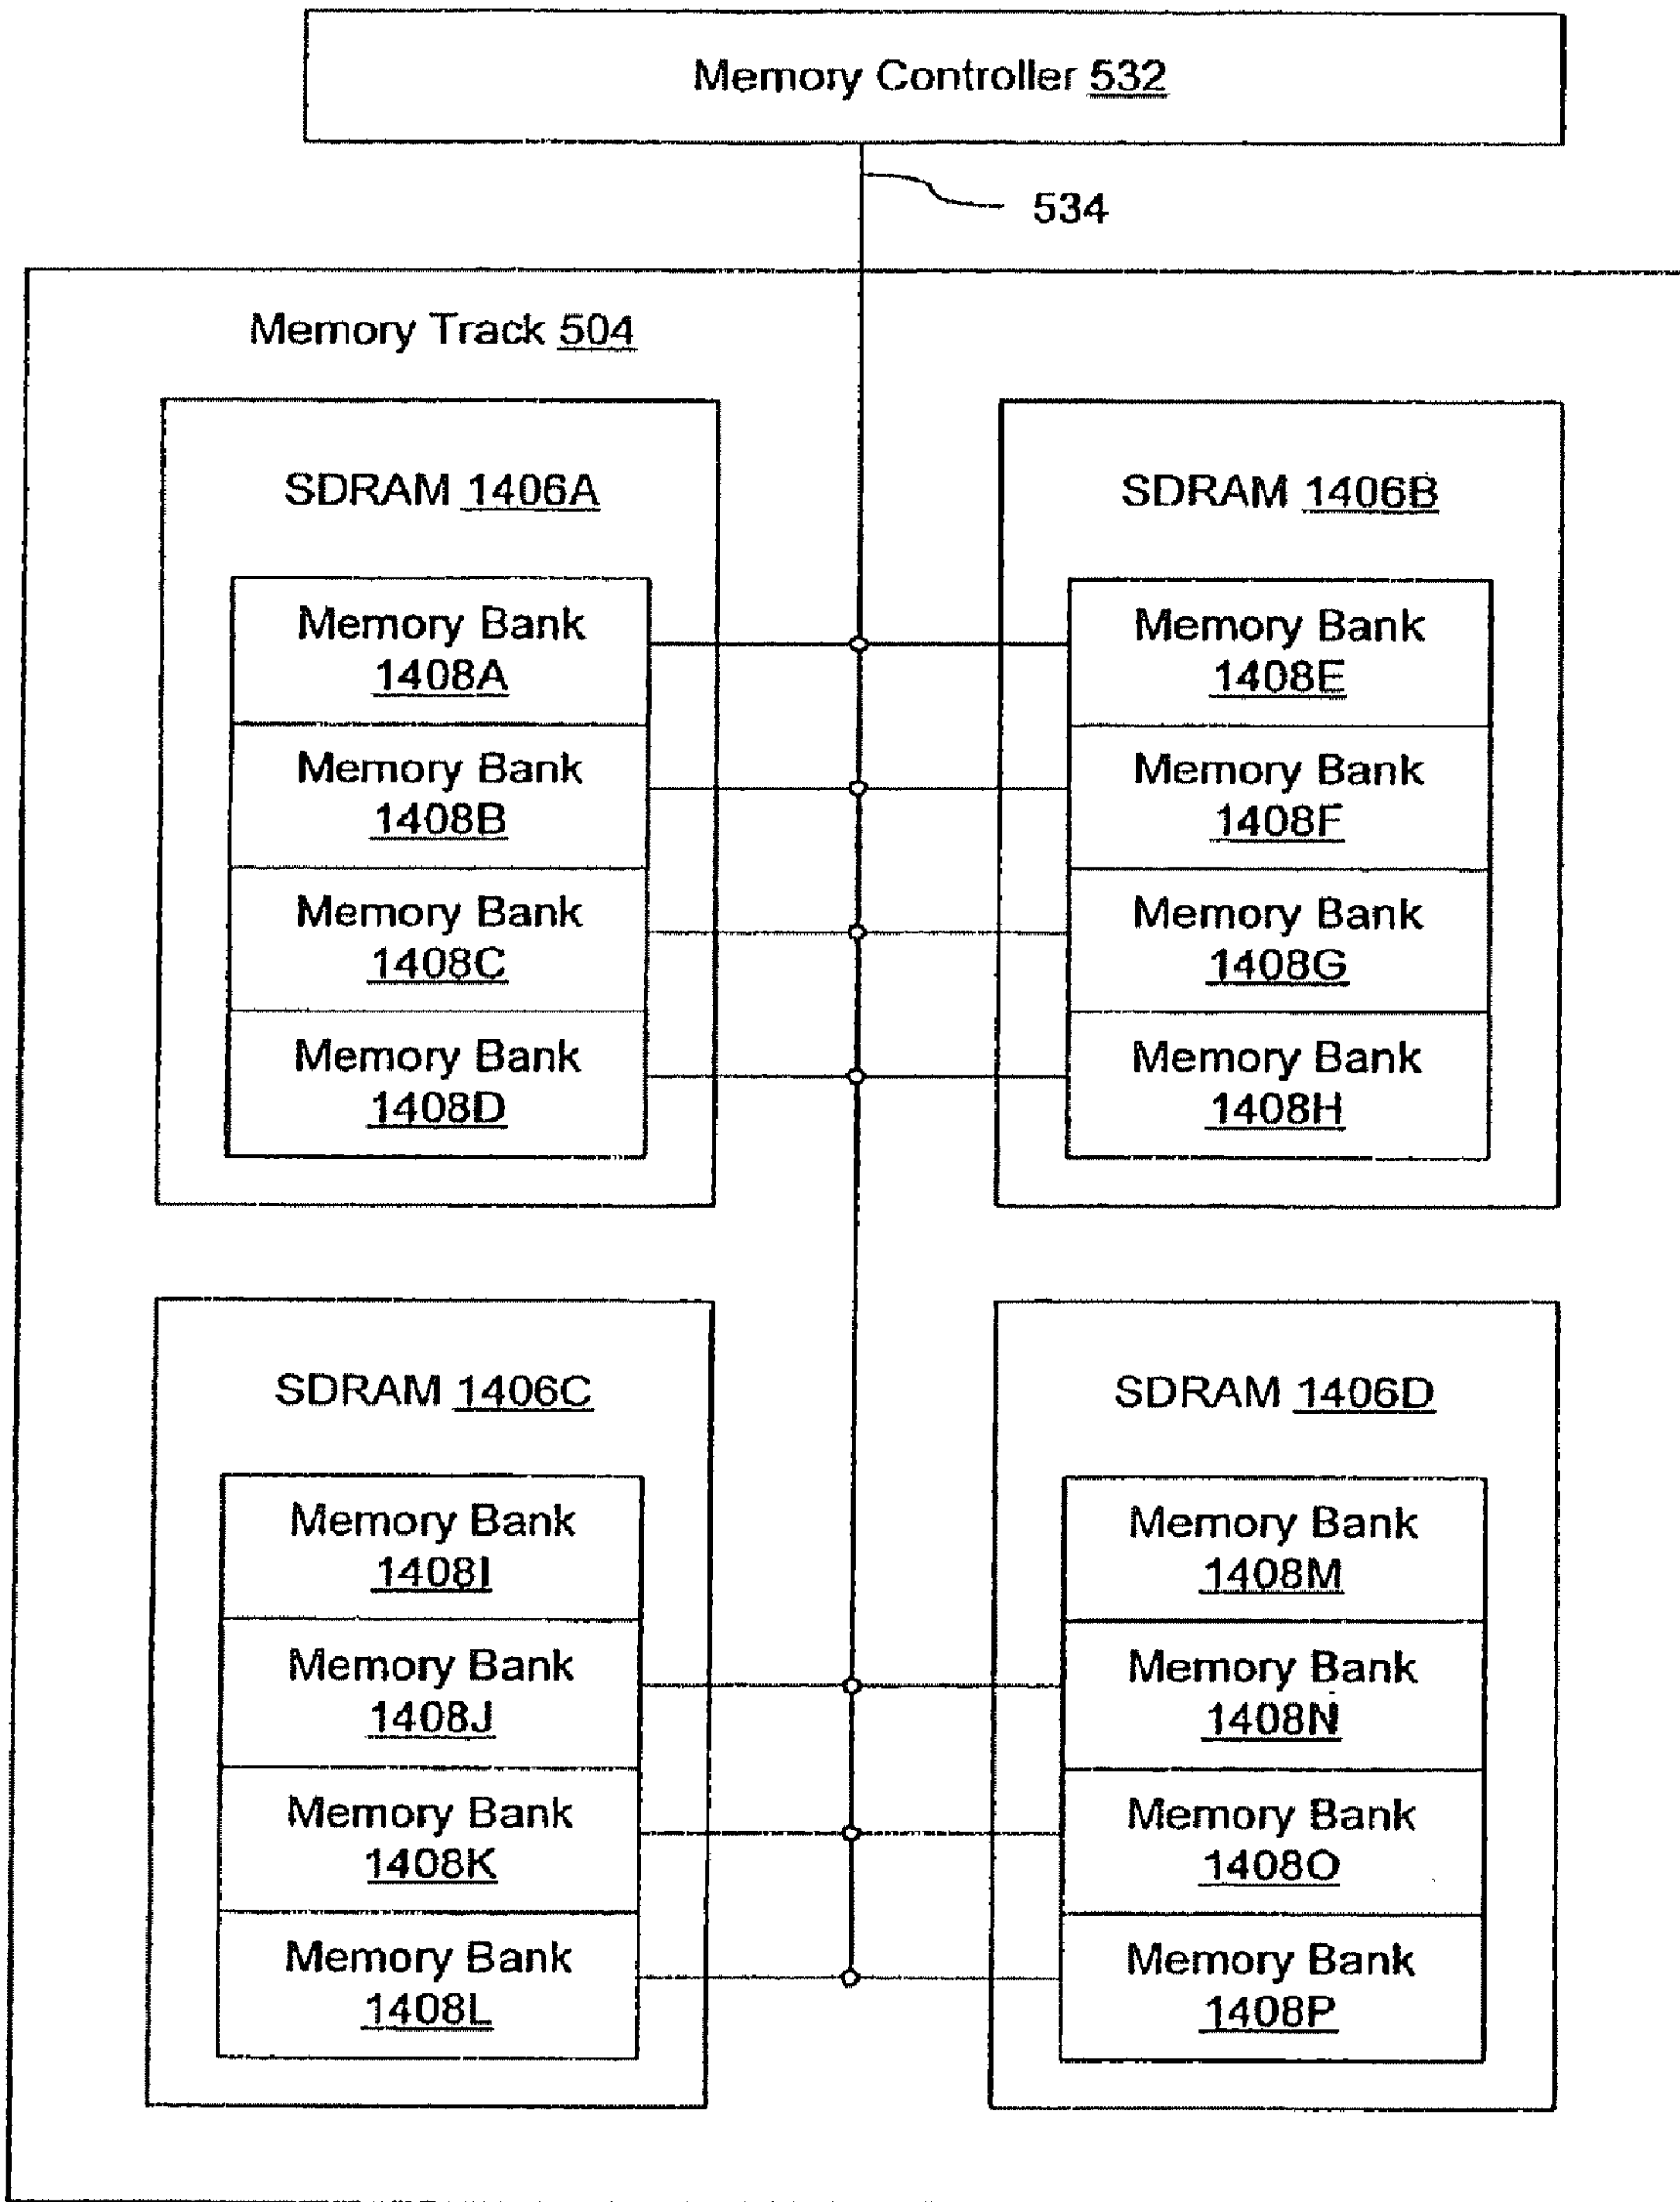 Memory Controller 532
534
Memory Track 504
SDRAM 1406A
Memory Bank
1408A
Memory Bank
1408B
Memory Bank
1408C
Memory Bank
1408D
SDRAM 1406B
Memory Bank
1408E
Memory Bank
1408F
Memory Bank
1408G
Memory Bank
1408H
SDRAM 1406C
Memory Bank
1408I
Memory Bank
1408J
Memory Bank
1408K
Memory Bank
1408L
SDRAM 1406D
Memory Bank
1408M
Memory Bank
1408N
Memory Bank
1408O
Memory Bank
1408P